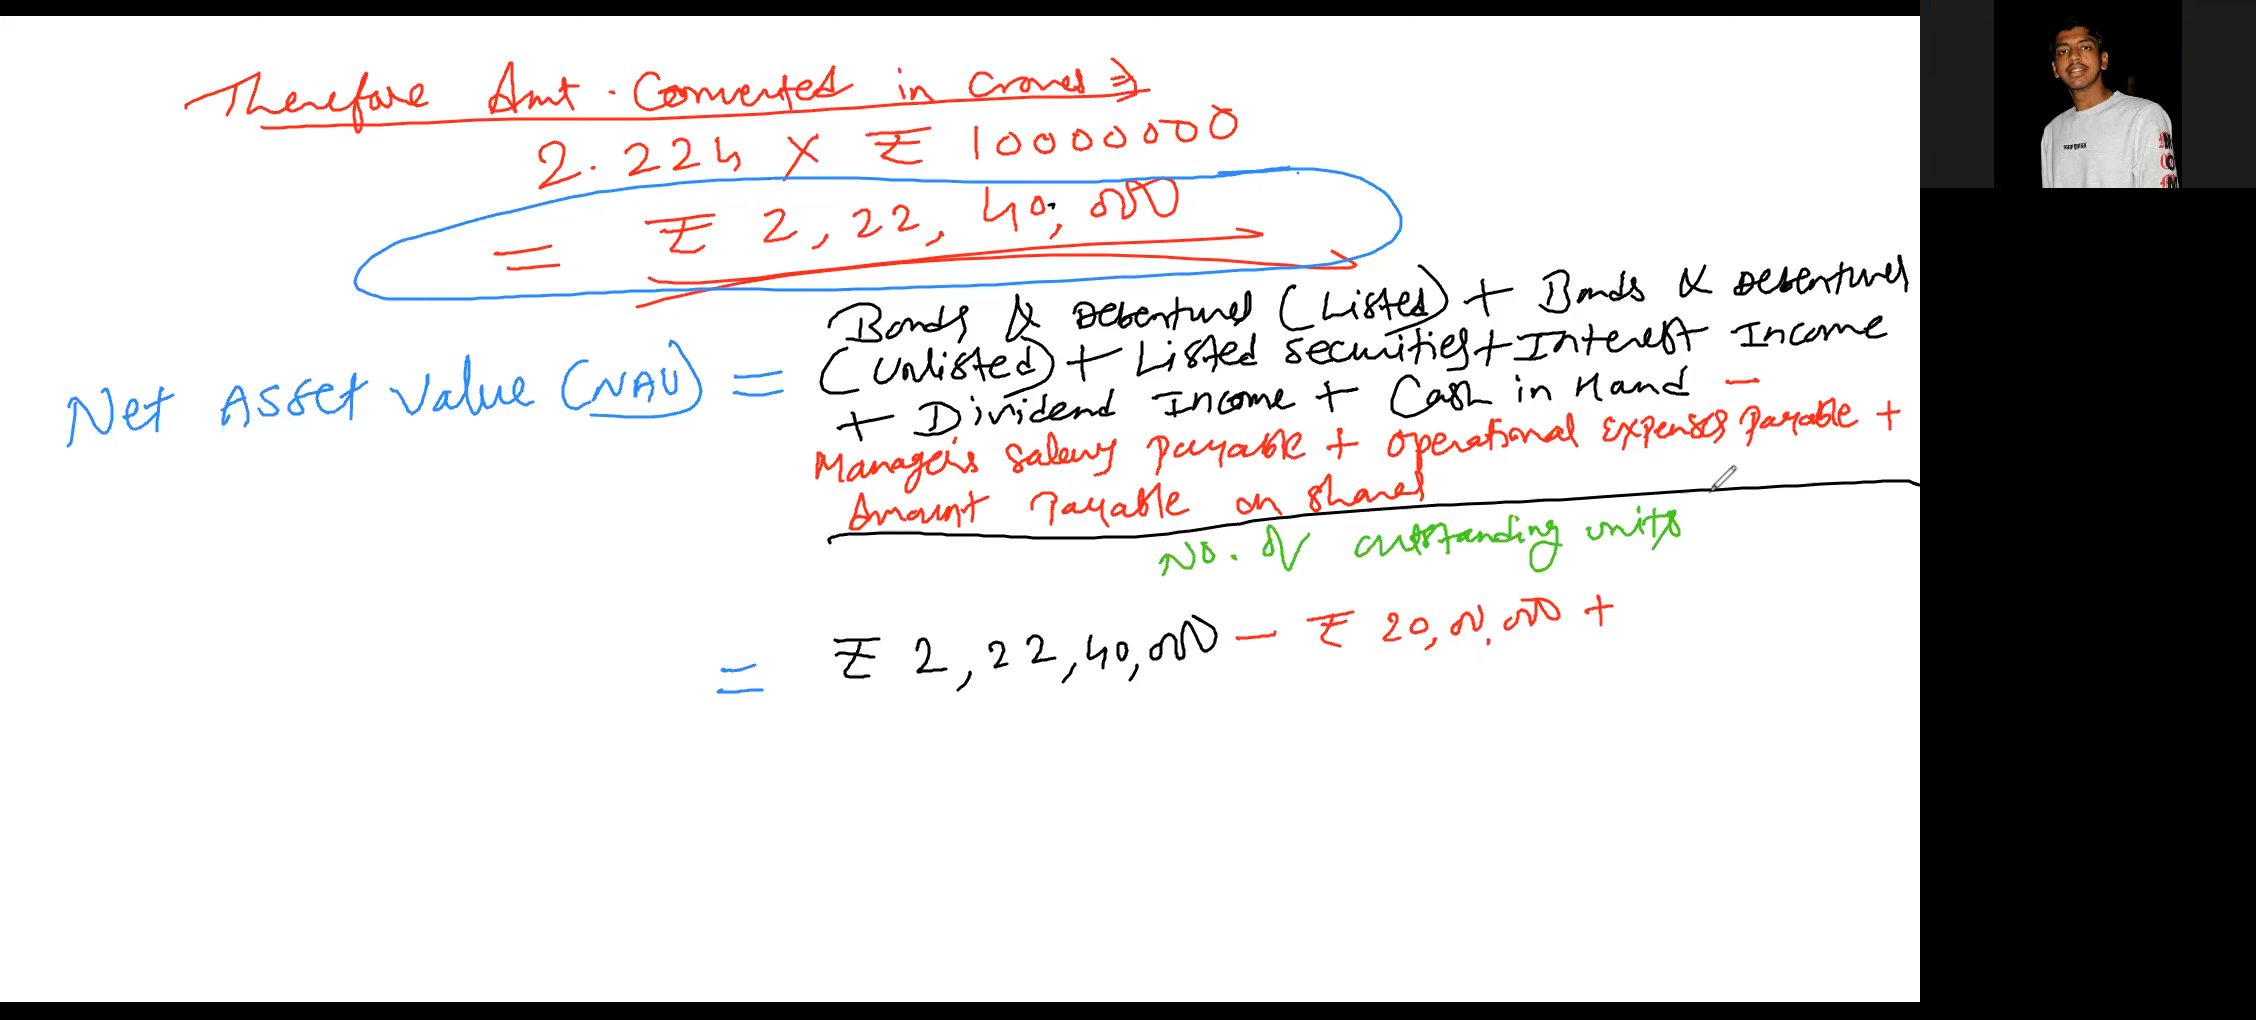 Therefore Amt. Converted in Crores ⇒
2.224 × ₹ 10000000
= ₹ 2,22,40,000
Bonds & Debentures (Listed) + Bonds & Debentures
Net Asset Value (NAV) = (Unlisted) + Listed securities + Interest Income
+ Dividend Income + Cash in Hand −
Manager's Salary Payable + Operational Expenses Payable +
Amount Payable on shares
No. of outstanding units
= ₹ 2,22,40,000 − ₹ 20,00,000 +